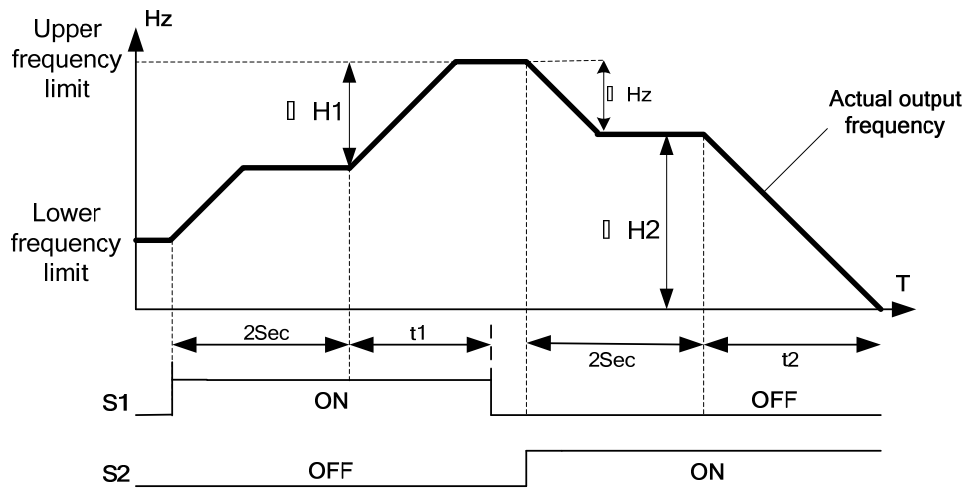 Hz
Upper
frequency
limit
H1
Hz
Actual output
frequency
Lower
frequency
limit
H2
T
2Sec
t1
2Sec
t2
S1
ON
OFF
S2
OFF
ON